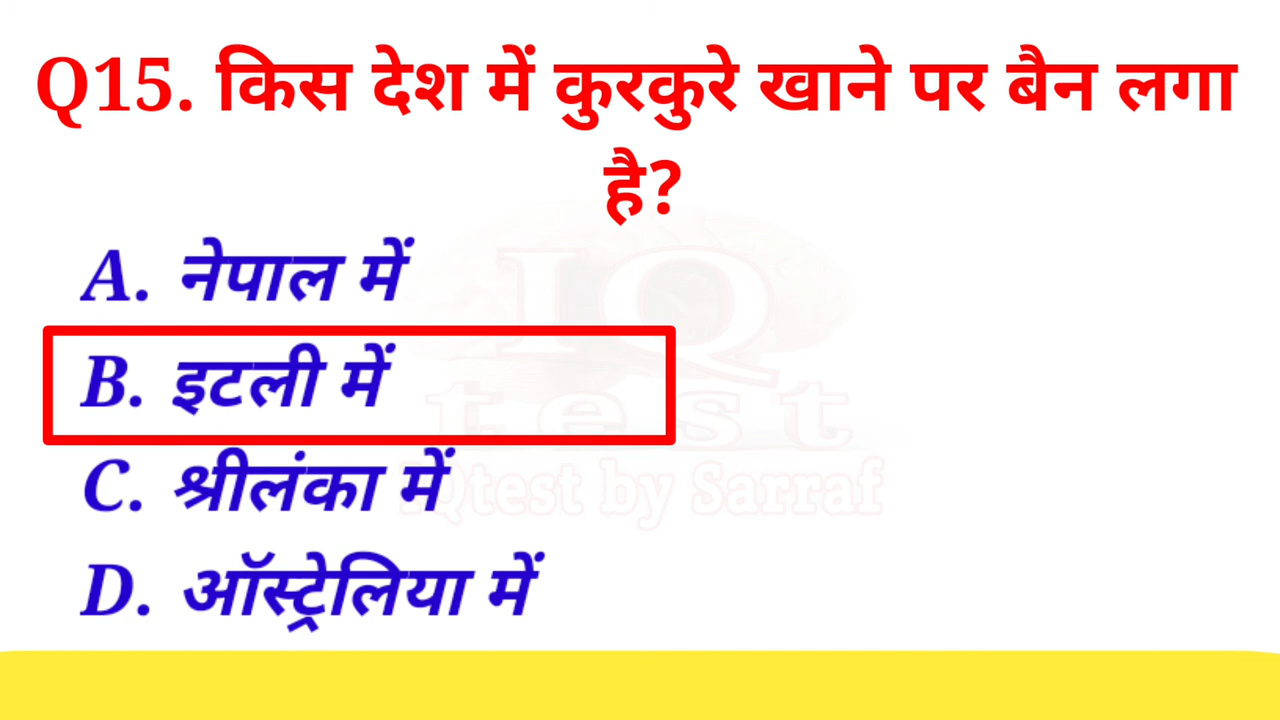 Q15. किस देश में कुरकुरे खाने पर बैन लगा
है?
A. नेपाल में
IQ
B. इटली में
test
C. श्रीलंका में
IQtest by Sarraf
D. ऑस्ट्रेलिया में